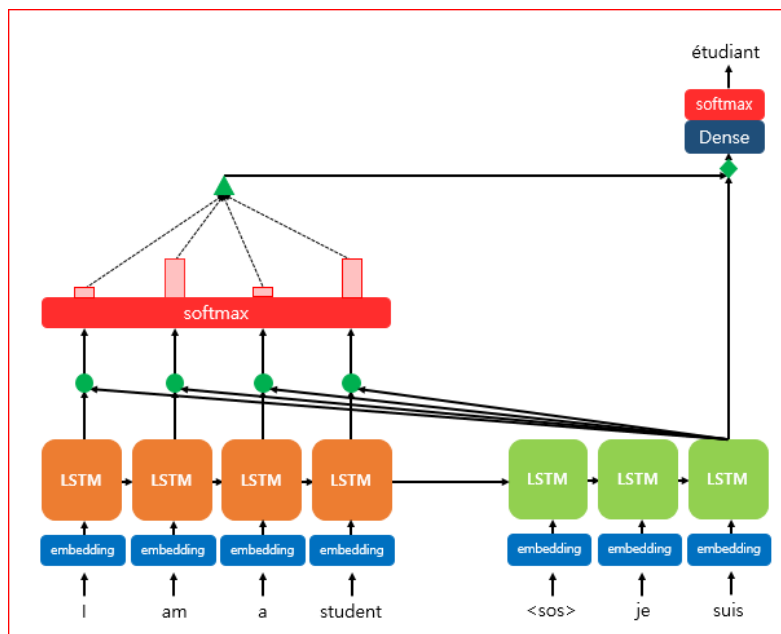 étudiant
softmax
Dense
softmax
LSTM LSTM LSTM LSTM LSTM LSTM LSTM
embedding embedding embedding embedding embedding embedding embedding
I am a student <sos> je suis